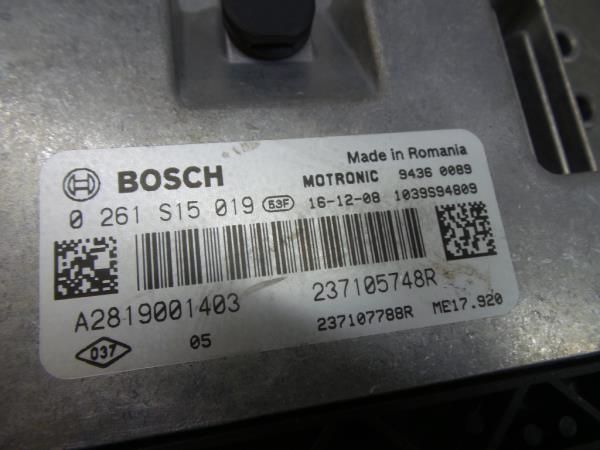 Made in Romania
BOSCH MOTRONIC 9436 0089
0 261 S15 019 53F 16-12-08 1039S94809
A2819001403 237105748R
037 05 237107788R ME17.920